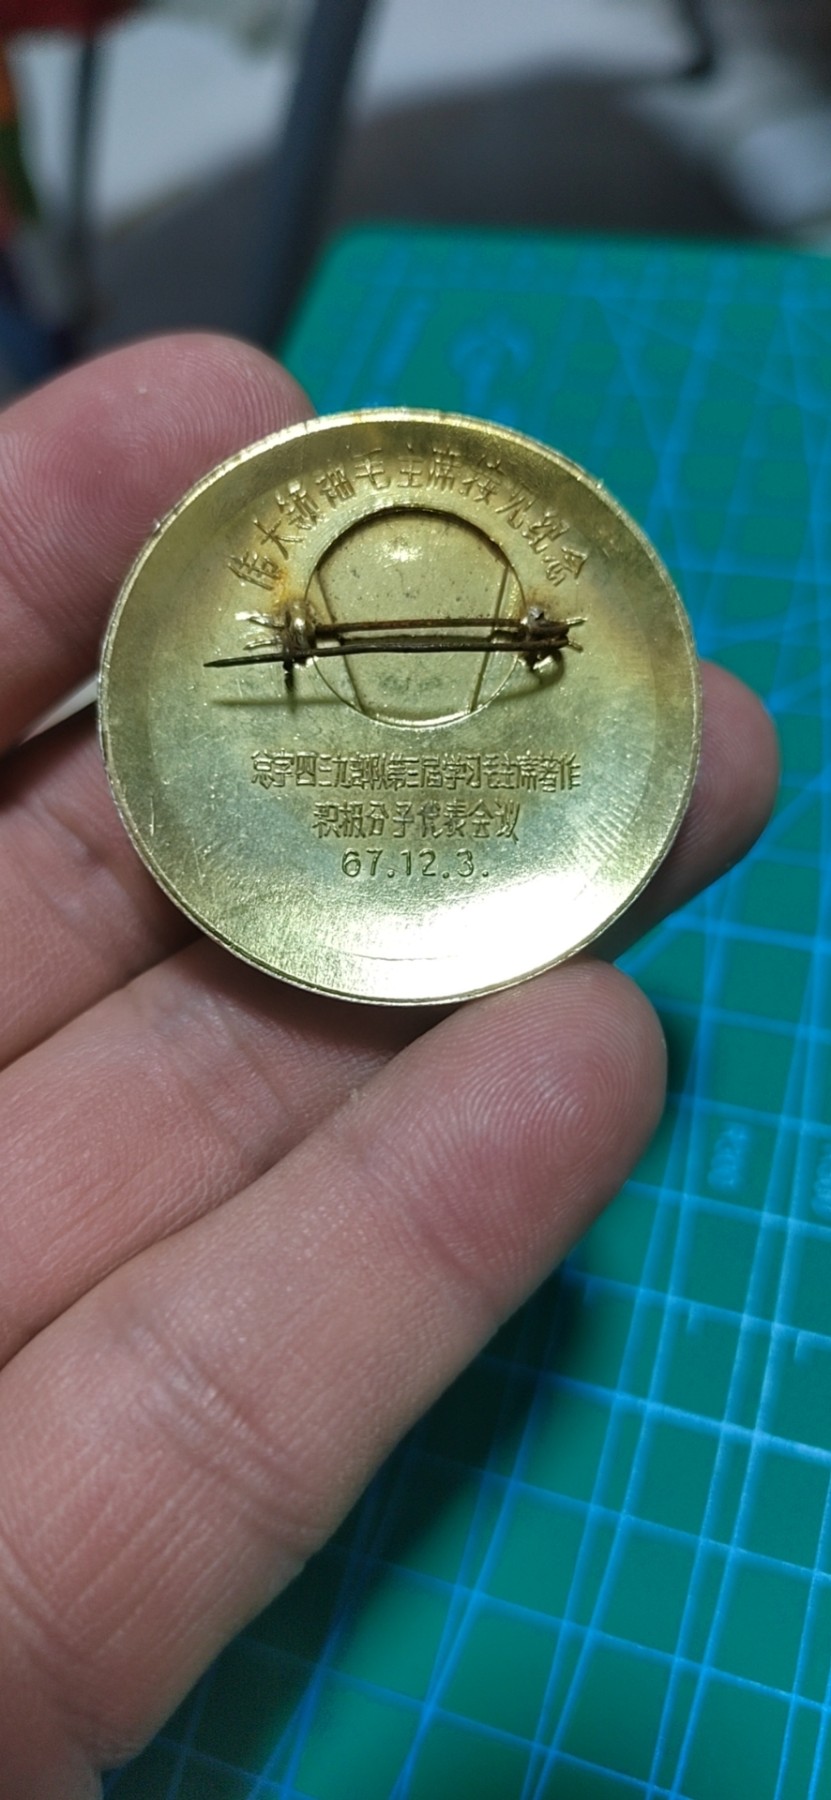 伟大领袖毛主席接见纪念
总字四三九部队第三届学习毛主席著作
积极分子代表会议
67.12.3.